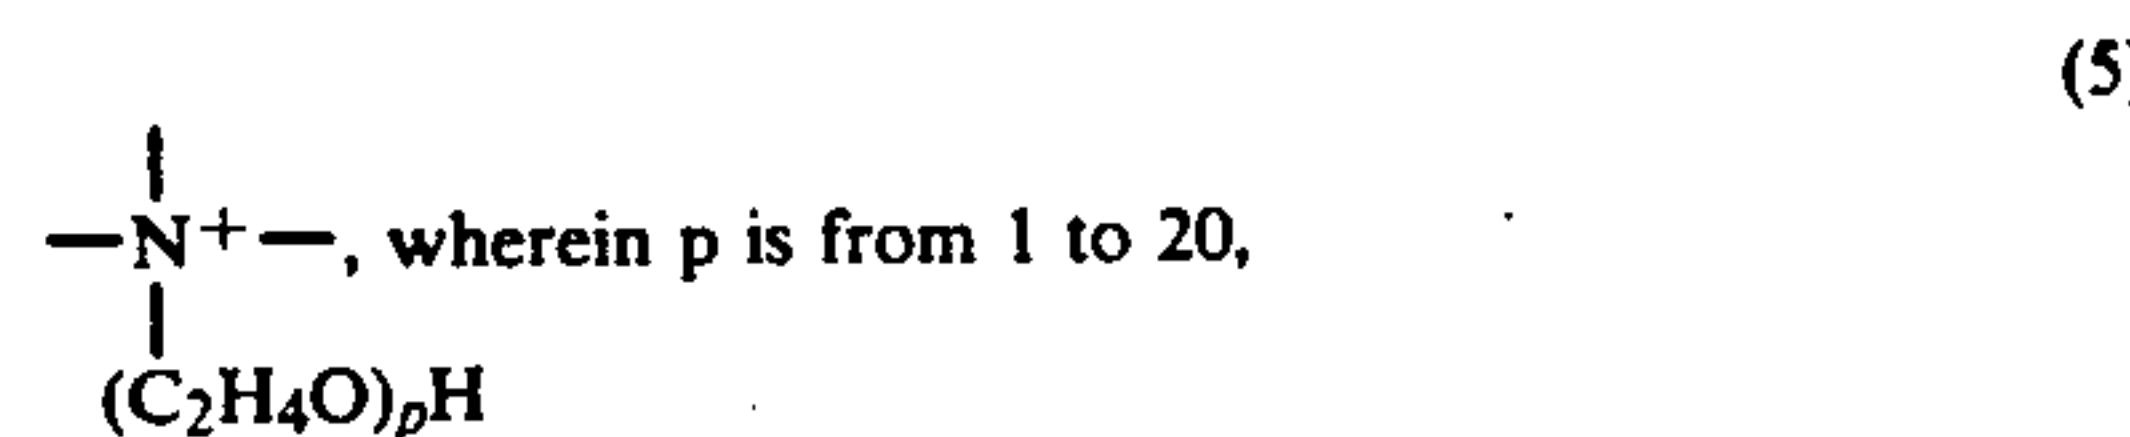 (5)
—N+—, wherein p is from 1 to 20,
(C2H4O)pH